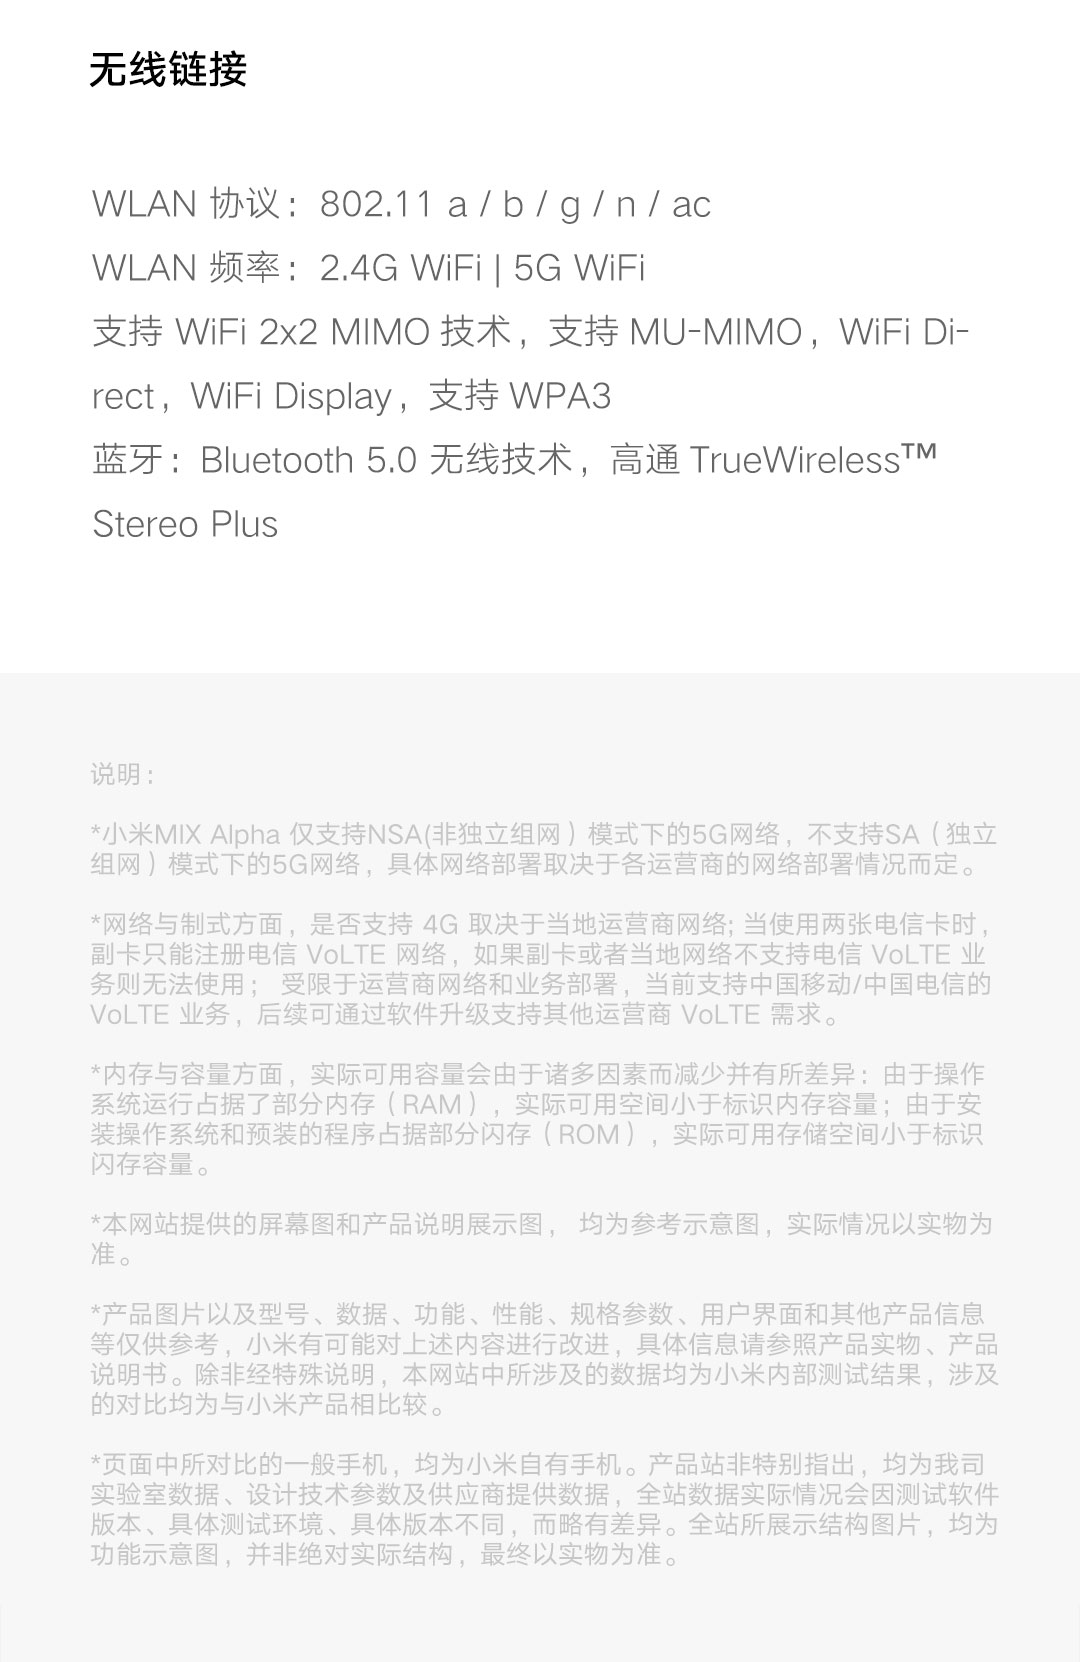 无线链接
WLAN 协议：802.11 a / b / g / n / ac
WLAN 频率：2.4G WiFi | 5G WiFi
支持 WiFi 2x2 MIMO 技术，支持 MU-MIMO，WiFi Di-
rect，WiFi Display，支持 WPA3
蓝牙：Bluetooth 5.0 无线技术，高通 TrueWireless™
Stereo Plus
说明：
*小米MIX Alpha 仅支持NSA(非独立组网）模式下的5G网络，不支持SA（独立
组网）模式下的5G网络，具体网络部署取决于各运营商的网络部署情况而定。
*网络与制式方面，是否支持 4G 取决于当地运营商网络; 当使用两张电信卡时，
副卡只能注册电信 VoLTE 网络，如果副卡或者当地网络不支持电信 VoLTE 业
务则无法使用； 受限于运营商网络和业务部署，当前支持中国移动/中国电信的
VoLTE 业务，后续可通过软件升级支持其他运营商 VoLTE 需求。
*内存与容量方面，实际可用容量会由于诸多因素而减少并有所差异：由于操作
系统运行占据了部分内存（RAM），实际可用空间小于标识内存容量；由于安
装操作系统和预装的程序占据部分闪存（ROM），实际可用存储空间小于标识
闪存容量。
*本网站提供的屏幕图和产品说明展示图， 均为参考示意图，实际情况以实物为
准。
*产品图片以及型号、数据、功能、性能、规格参数、用户界面和其他产品信息
等仅供参考，小米有可能对上述内容进行改进，具体信息请参照产品实物、产品
说明书。除非经特殊说明，本网站中所涉及的数据均为小米内部测试结果，涉及
的对比均为与小米产品相比较。
*页面中所对比的一般手机，均为小米自有手机。产品站非特别指出，均为我司
实验室数据、设计技术参数及供应商提供数据，全站数据实际情况会因测试软件
版本、具体测试环境、具体版本不同，而略有差异。全站所展示结构图片，均为
功能示意图，并非绝对实际结构，最终以实物为准。